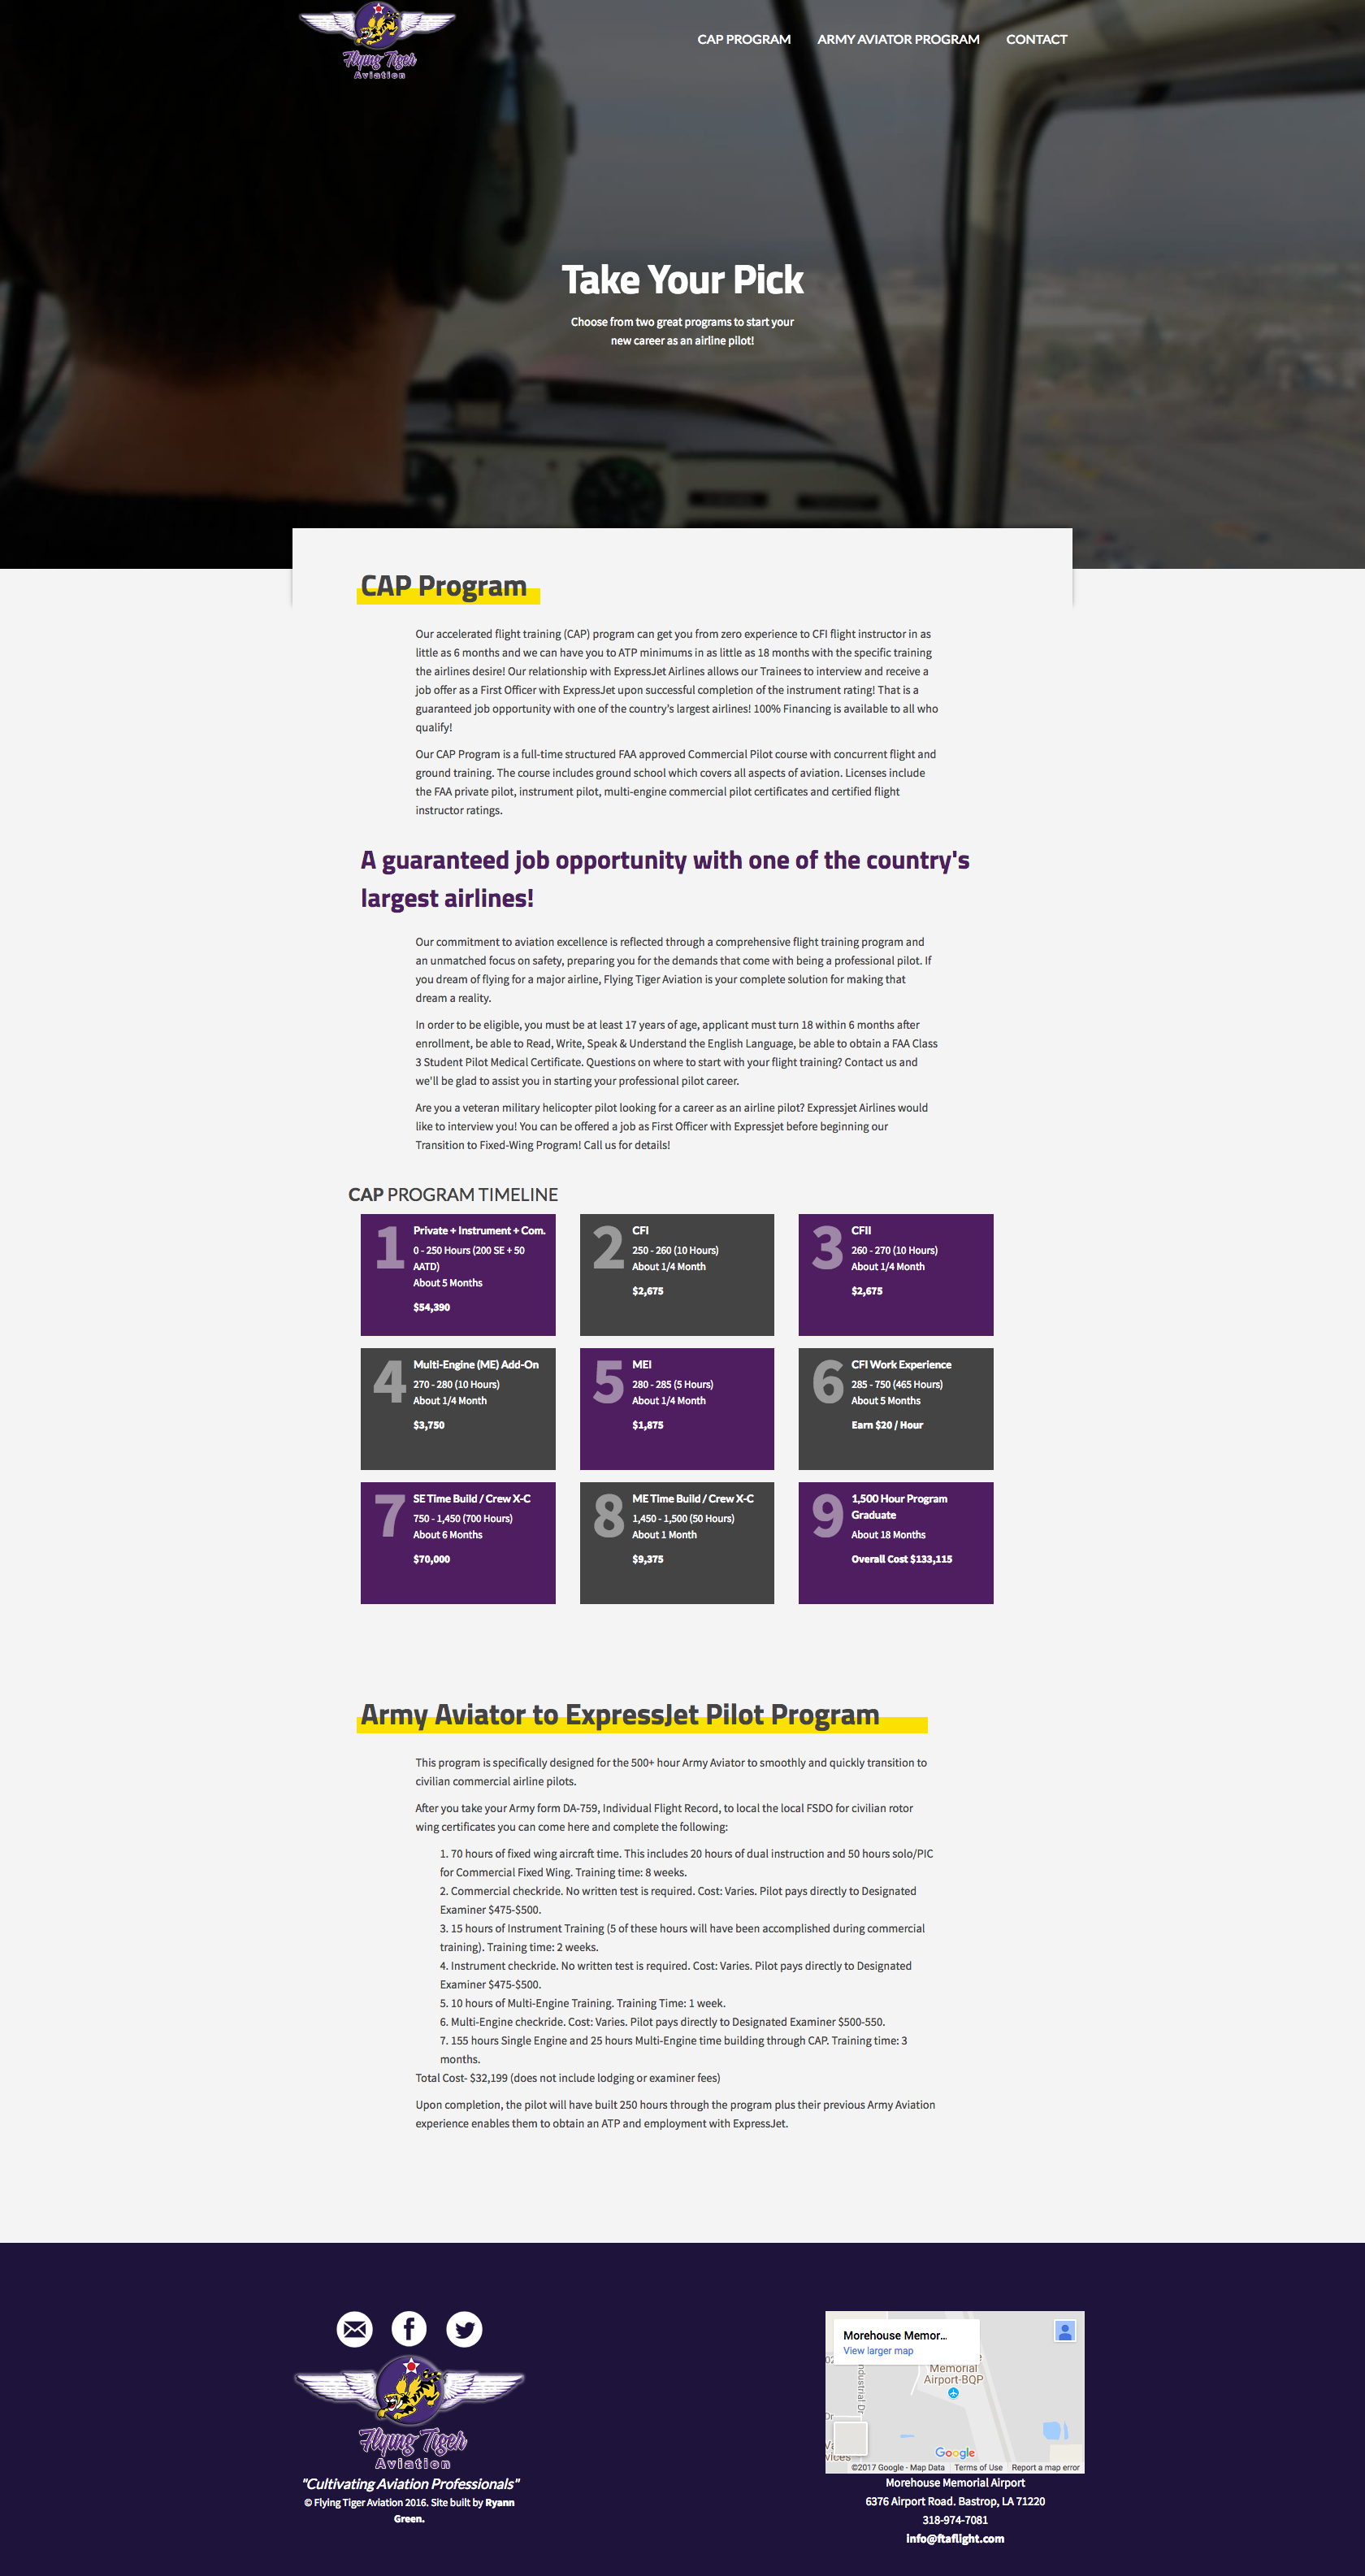 Flying Tiger
Aviation
CAP PROGRAM
ARMY AVIATOR PROGRAM
CONTACT
Take Your Pick
Choose from two great programs to start your
new career as an airline pilot!
CAP Program
Our accelerated flight training (CAP) program can get you from zero experience to CFI flight instructor in as
little as 6 months and we can have you to ATP minimums in as little as 18 months with the specific training
the airlines desire! Our relationship with ExpressJet Airlines allows our Trainees to interview and receive a
job offer as a First Officer with ExpressJet upon successful completion of the instrument rating! That is a
guaranteed job opportunity with one of the country's largest airlines! 100% Financing is available to all who
qualify!
Our CAP Program is a full-time structured FAA approved Commercial Pilot course with concurrent flight and
ground training. The course includes ground school which covers all aspects of aviation. Licenses include
the FAA private pilot, instrument pilot, multi-engine commercial pilot certificates and certified flight
instructor ratings.
A guaranteed job opportunity with one of the country's
largest airlines!
Our commitment to aviation excellence is reflected through a comprehensive flight training program and
an unmatched focus on safety, preparing you for the demands that come with being a professional pilot. If
you dream of flying for a major airline, Flying Tiger Aviation is your complete solution for making that
dream a reality.
In order to be eligible, you must be at least 17 years of age, applicant must turn 18 within 6 months after
enrollment, be able to Read, Write, Speak & Understand the English Language, be able to obtain a FAA Class
3 Student Pilot Medical Certificate. Questions on where to start with your flight training? Contact us and
we'll be glad to assist you in starting your professional pilot career.
Are you a veteran military helicopter pilot looking for a career as an airline pilot? Expressjet Airlines would
like to interview you! You can be offered a job as First Officer with Expressjet before beginning our
Transition to Fixed-Wing Program! Call us for details!
CAP PROGRAM TIMELINE
1
Private + Instrument + Com.
0 - 250 Hours (200 SE + 50
AATD)
About 5 Months
$54,390
2
CFI
250 - 260 (10 Hours)
About 1/4 Month
$2,675
3
CFII
260 - 270 (10 Hours)
About 1/4 Month
$2,675
4
Multi-Engine (ME) Add-On
270 - 280 (10 Hours)
About 1/4 Month
$3,750
5
MEI
280 - 285 (5 Hours)
About 1/4 Month
$1,875
6
CFI Work Experience
285 - 750 (465 Hours)
About 5 Months
Earn $20 / Hour
7
SE Time Build / Crew X-C
750 - 1,450 (700 Hours)
About 6 Months
$70,000
8
ME Time Build / Crew X-C
1,450 - 1,500 (50 Hours)
About 1 Month
$9,375
9
1,500 Hour Program
Graduate
About 18 Months
Overall Cost $133,115
Army Aviator to ExpressJet Pilot Program
This program is specifically designed for the 500+ hour Army Aviator to smoothly and quickly transition to
civilian commercial airline pilots.
After you take your Army form DA-759, Individual Flight Record, to local the local FSDO for civilian rotor
wing certificates you can come here and complete the following:
1. 70 hours of fixed wing aircraft time. This includes 20 hours of dual instruction and 50 hours solo/PIC
for Commercial Fixed Wing. Training time: 8 weeks.
2. Commercial checkride. No written test is required. Cost: Varies. Pilot pays directly to Designated
Examiner $475-$500.
3. 15 hours of Instrument Training (5 of these hours will have been accomplished during commercial
training). Training time: 2 weeks.
4. Instrument checkride. No written test is required. Cost: Varies. Pilot pays directly to Designated
Examiner $475-$500.
5. 10 hours of Multi-Engine Training. Training Time: 1 week.
6. Multi-Engine checkride. Cost: Varies. Pilot pays directly to Designated Examiner $500-550.
7. 155 hours Single Engine and 25 hours Multi-Engine time building through CAP. Training time: 3
months.
Total Cost- $32,199 (does not include lodging or examiner fees)
Upon completion, the pilot will have built 250 hours through the program plus their previous Army Aviation
experience enables them to obtain an ATP and employment with ExpressJet.
Flying Tiger
Aviation
"Cultivating Aviation Professionals"
© Flying Tiger Aviation 2016. Site built by Ryann
Green.
Morehouse Memor...
View larger map
Memorial
Airport-BQP
ndustrial Dr
Dr
vices
Google
©2017 Google - Map Data
Terms of Use
Report a map error
Morehouse Memorial Airport
6376 Airport Road. Bastrop, LA 71220
318-974-7081
info@ftaflight.com